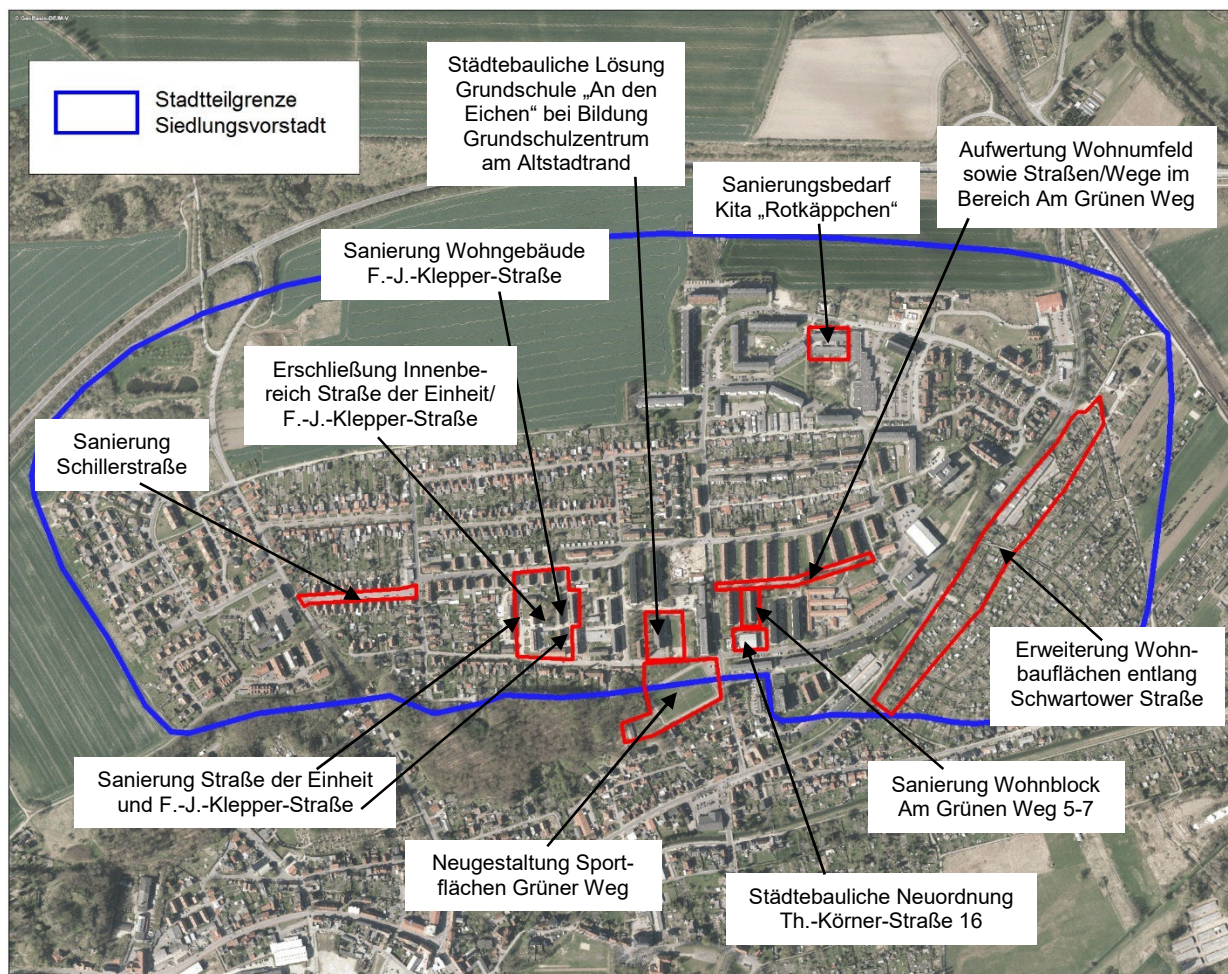 © GeoBasis-DE/M-V
Stadtteilgrenze
Siedlungsvorstadt
Städtebauliche Lösung
Grundschule „An den
Eichen“ bei Bildung
Grundschulzentrum
am Altstadtrand
Sanierungsbedarf
Kita „Rotkäppchen“
Aufwertung Wohnumfeld
sowie Straßen/Wege im
Bereich Am Grünen Weg
Sanierung Wohngebäude
F.-J.-Klepper-Straße
Erschließung Innenbe-
reich Straße der Einheit/
F.-J.-Klepper-Straße
Sanierung
Schillerstraße
Erweiterung Wohn-
bauflächen entlang
Schwartower Straße
Sanierung Straße der Einheit
und F.-J.-Klepper-Straße
Sanierung Wohnblock
Am Grünen Weg 5-7
Neugestaltung Sport-
flächen Grüner Weg
Städtebauliche Neuordnung
Th.-Körner-Straße 16